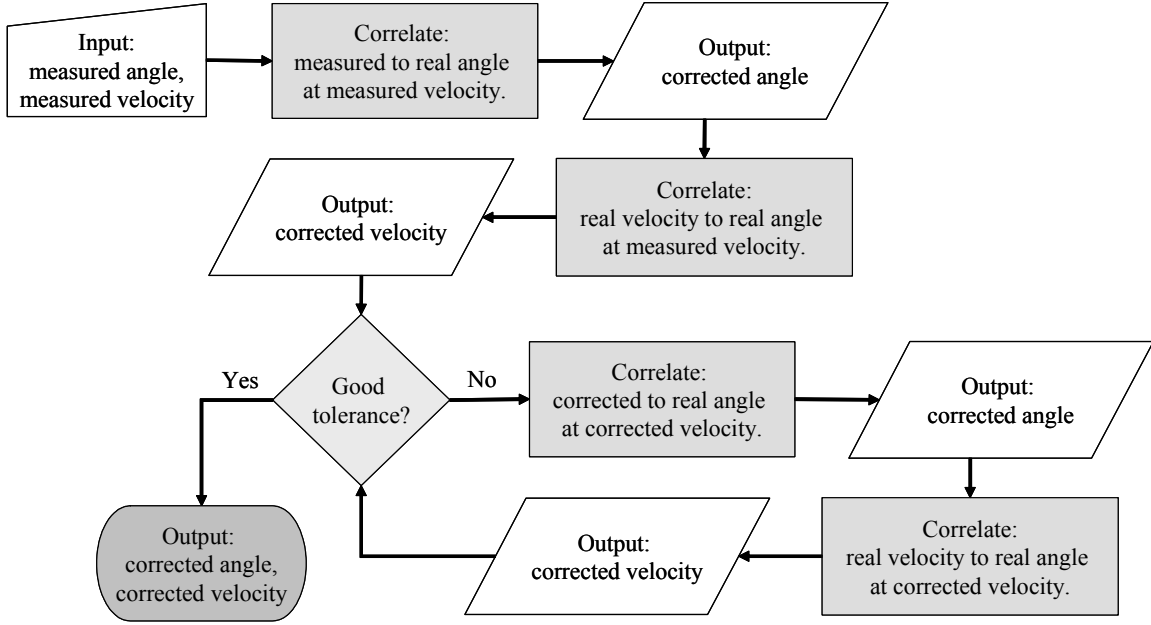 Input:
measured angle,
measured velocity
Correlate:
measured to real angle
at measured velocity.
Output:
corrected angle
Correlate:
real velocity to real angle
at measured velocity.
Output:
corrected velocity
Good
tolerance?
Yes
No
Correlate:
corrected to real angle
at corrected velocity.
Output:
corrected angle
Correlate:
real velocity to real angle
at corrected velocity.
Output:
corrected velocity
Output:
corrected angle,
corrected velocity